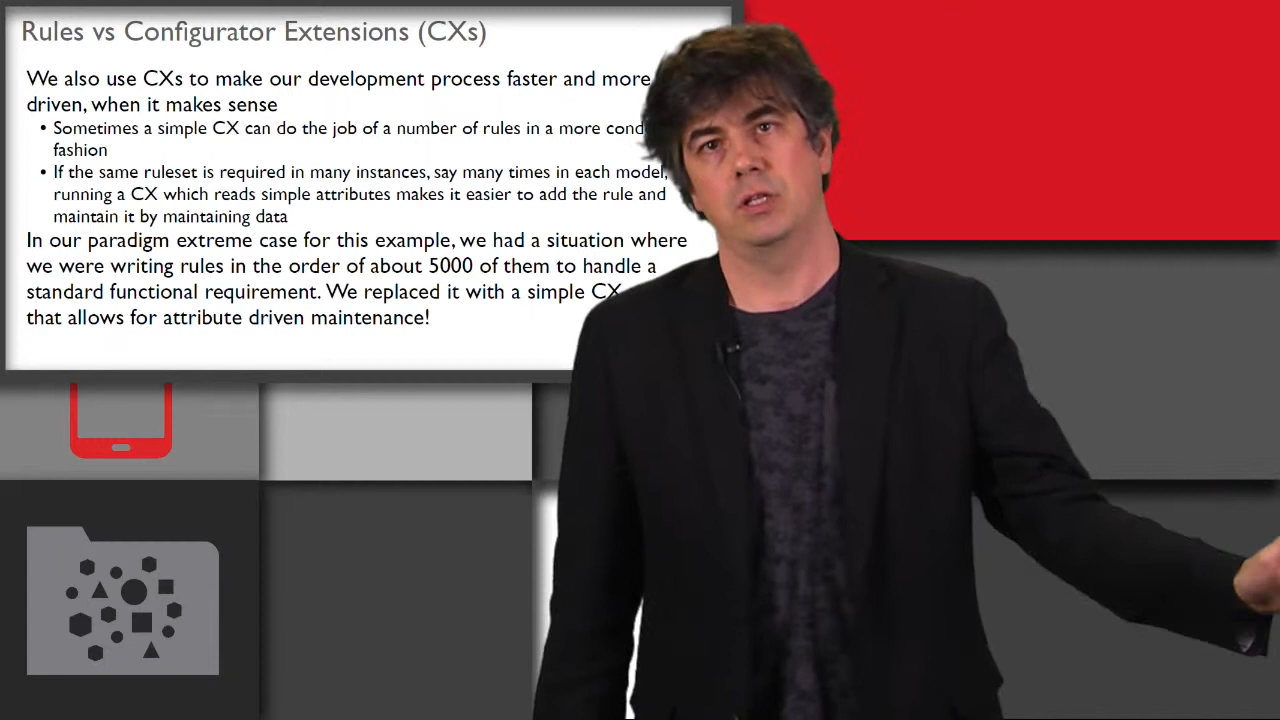 Rules vs Configurator Extensions (CXs)
We also use CXs to make our development process faster and more
driven, when it makes sense
• Sometimes a simple CX can do the job of a number of rules in a more
fashion
• If the same ruleset is required in many instances, say many times in each model,
running a CX which reads simple attributes makes it easier to add the rule and
maintain it by maintaining data
In our paradigm extreme case for this example, we had a situation where
we were writing rules in the order of about 5000 of them to handle a
standard functional requirement. We replaced it with a simple CX
that allows for attribute driven maintenance!